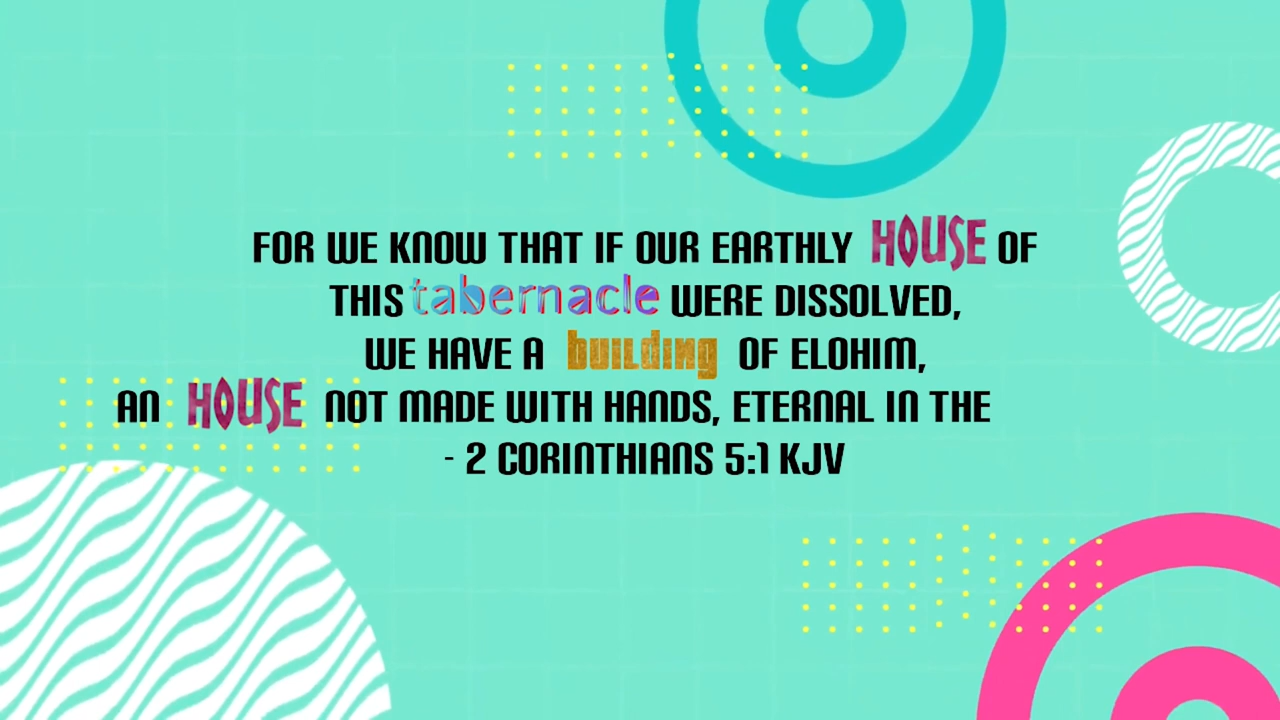 FOR WE KNOW THAT IF OUR EARTHLY HOUSE OF
THIS tabernacle WERE DISSOLVED,
WE HAVE A building OF ELOHIM,
AN HOUSE NOT MADE WITH HANDS, ETERNAL IN THE
- 2 CORINTHIANS 5:1 KJV